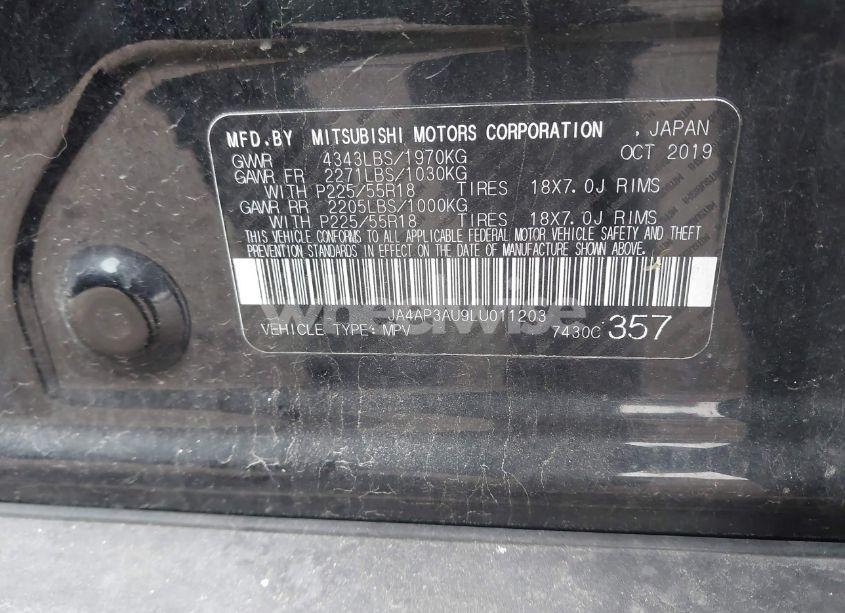 MFD.BY MITSUBISHI MOTORS CORPORATION , JAPAN
GVWR 4343LBS/1970KG OCT 2019
GAWR FR 2271LBS/1030KG
WITH P225/55R18 TIRES 18X7.0J RIMS
GAWR RR 2205LBS/1000KG
WITH P225/55R18 TIRES 18X7.0J RIMS
THIS VEHICLE CONFORMS TO ALL APPLICABLE FEDERAL MOTOR VEHICLE SAFETY AND THEFT
PREVENTION STANDARDS IN EFFECT ON THE DATE OF MANUFACTURE SHOWN ABOVE.
wheelwise
JA4AP3AU9LU011203
VEHICLE TYPE: MPV 7430C 357